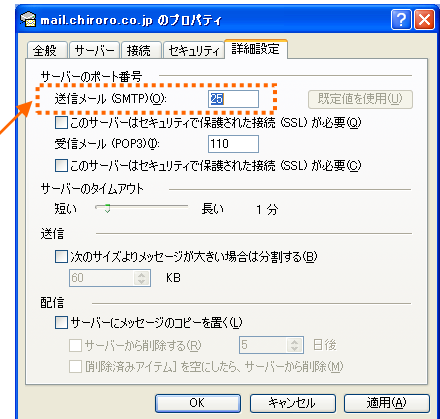 mail.chiroro.co.jp のプロパティ
全般 サーバー 接続 セキュリティ 詳細設定
サーバーのポート番号
送信メール (SMTP)(O): 25 既定値を使用(U)
このサーバーはセキュリティで保護された接続 (SSL) が必要(Q)
受信メール (POP3)(I): 110
このサーバーはセキュリティで保護された接続 (SSL) が必要(C)
サーバーのタイムアウト
短い 長い 1 分
送信
次のサイズよりメッセージが大きい場合は分割する(B)
60 KB
配信
サーバーにメッセージのコピーを置く(L)
サーバーから削除する(R) 5 日後
[削除済みアイテム] を空にしたら、サーバーから削除(M)
OK キャンセル 適用(A)